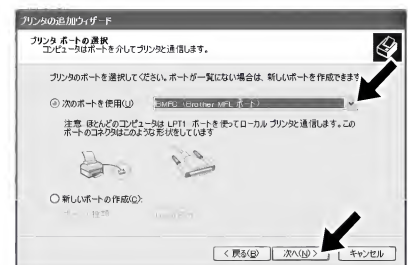 プリンタの追加ウィザード
プリンタ ポートの選択
コンピュータはポートを介してプリンタと通信します。
プリンタのポートを選択してください。ポートが一覧にない場合は、新しいポートを作成できます
次のポートを使用(U)
BMFC: (Brother MFL ポート)
注意 ほとんどのコンピュータは LPT1: ポートを使ってローカル プリンタと通信します。この
ポートのコネクタはこのような形状をしています
新しいポートの作成(C):
< 戻る(B)
次へ(N) >
キャンセル